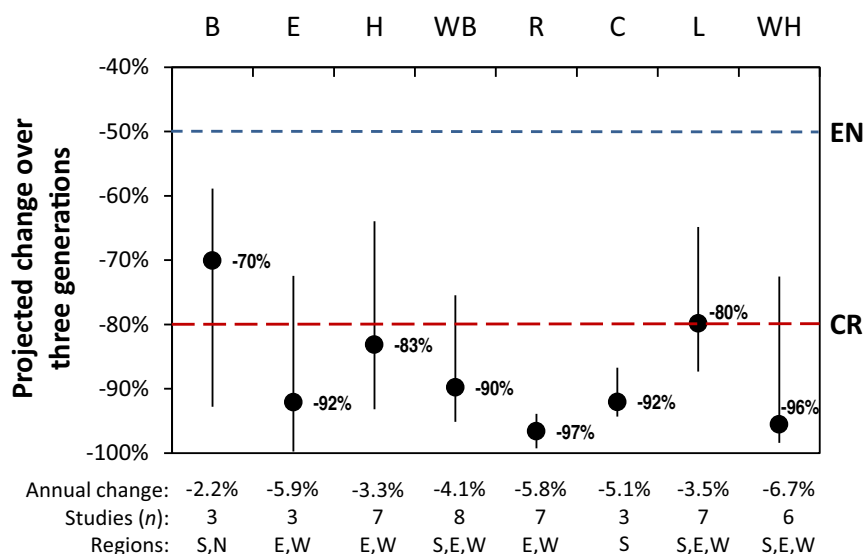 B E H WB R C L WH
Projected change over
three generations
-40%
-50%
-60%
-70%
-80%
-90%
-100%
EN
CR
-70%
-92%
-83%
-90%
-97%
-92%
-80%
-96%
Annual change: -2.2% -5.9% -3.3% -4.1% -5.8% -5.1% -3.5% -6.7%
Studies (n): 3 3 7 8 7 3 7 6
Regions: S,N E,W E,W S,E,W E,W S S,E,W S,E,W